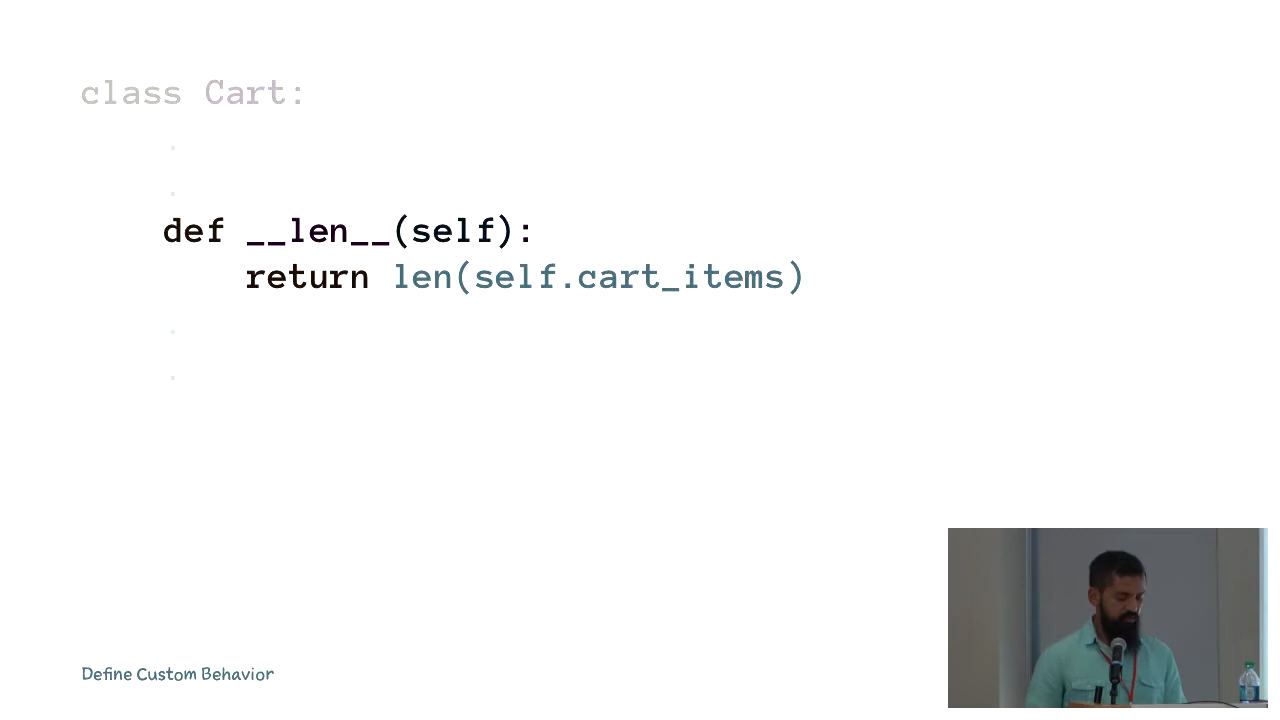 class Cart:
.
.
def __len__(self):
return len(self.cart_items)
.
.
Define Custom Behavior